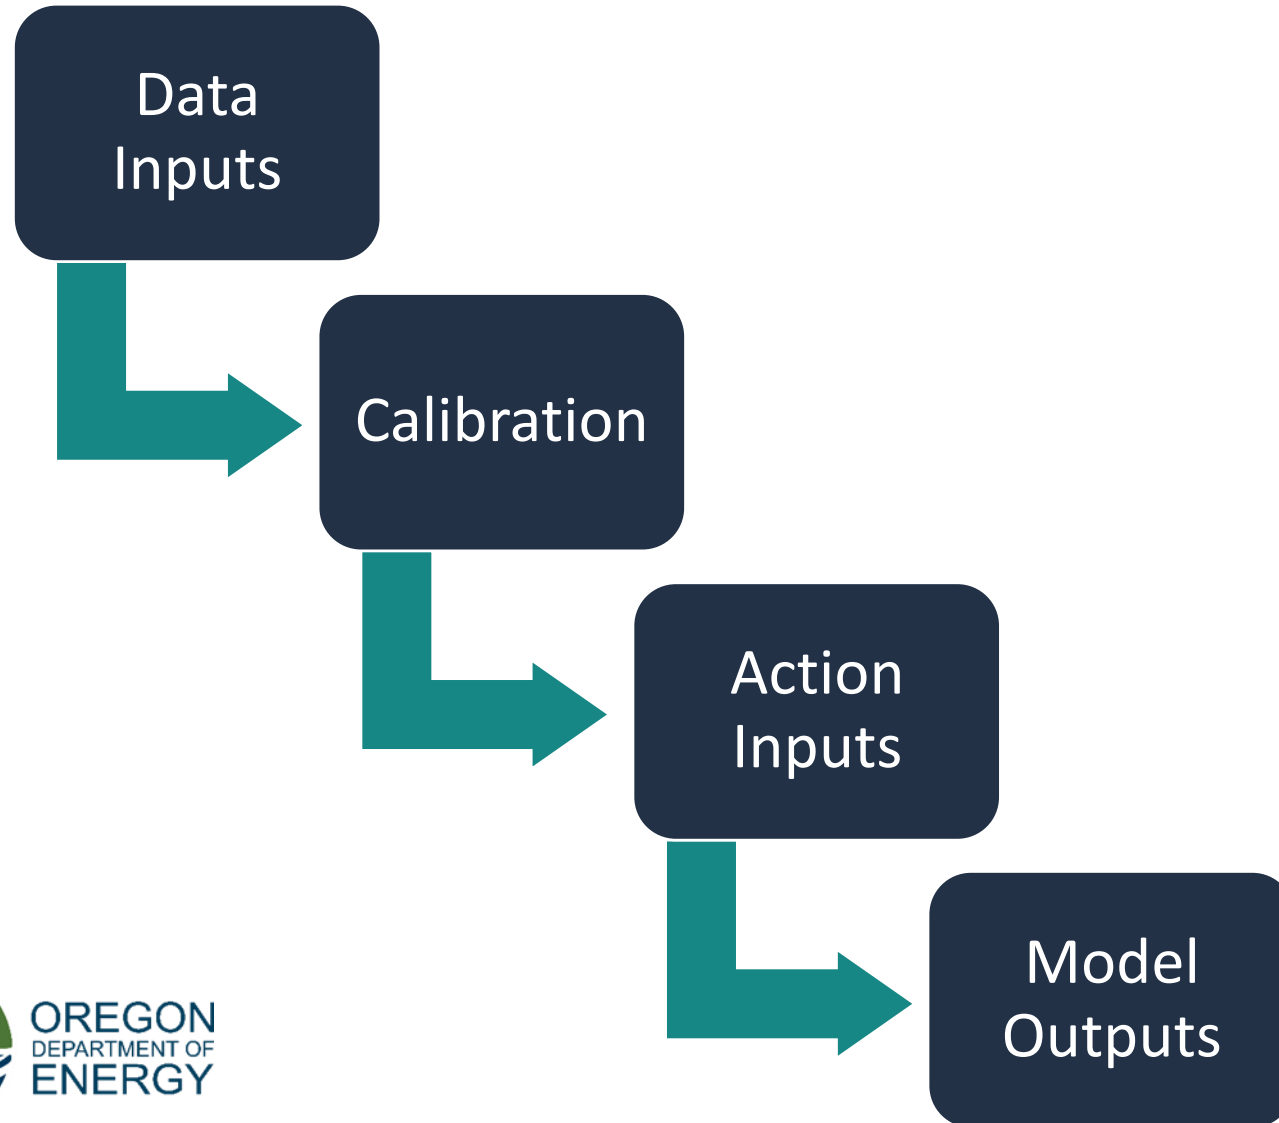 Data
Inputs
Calibration
Action
Inputs
Model
Outputs
OREGON
DEPARTMENT OF
ENERGY